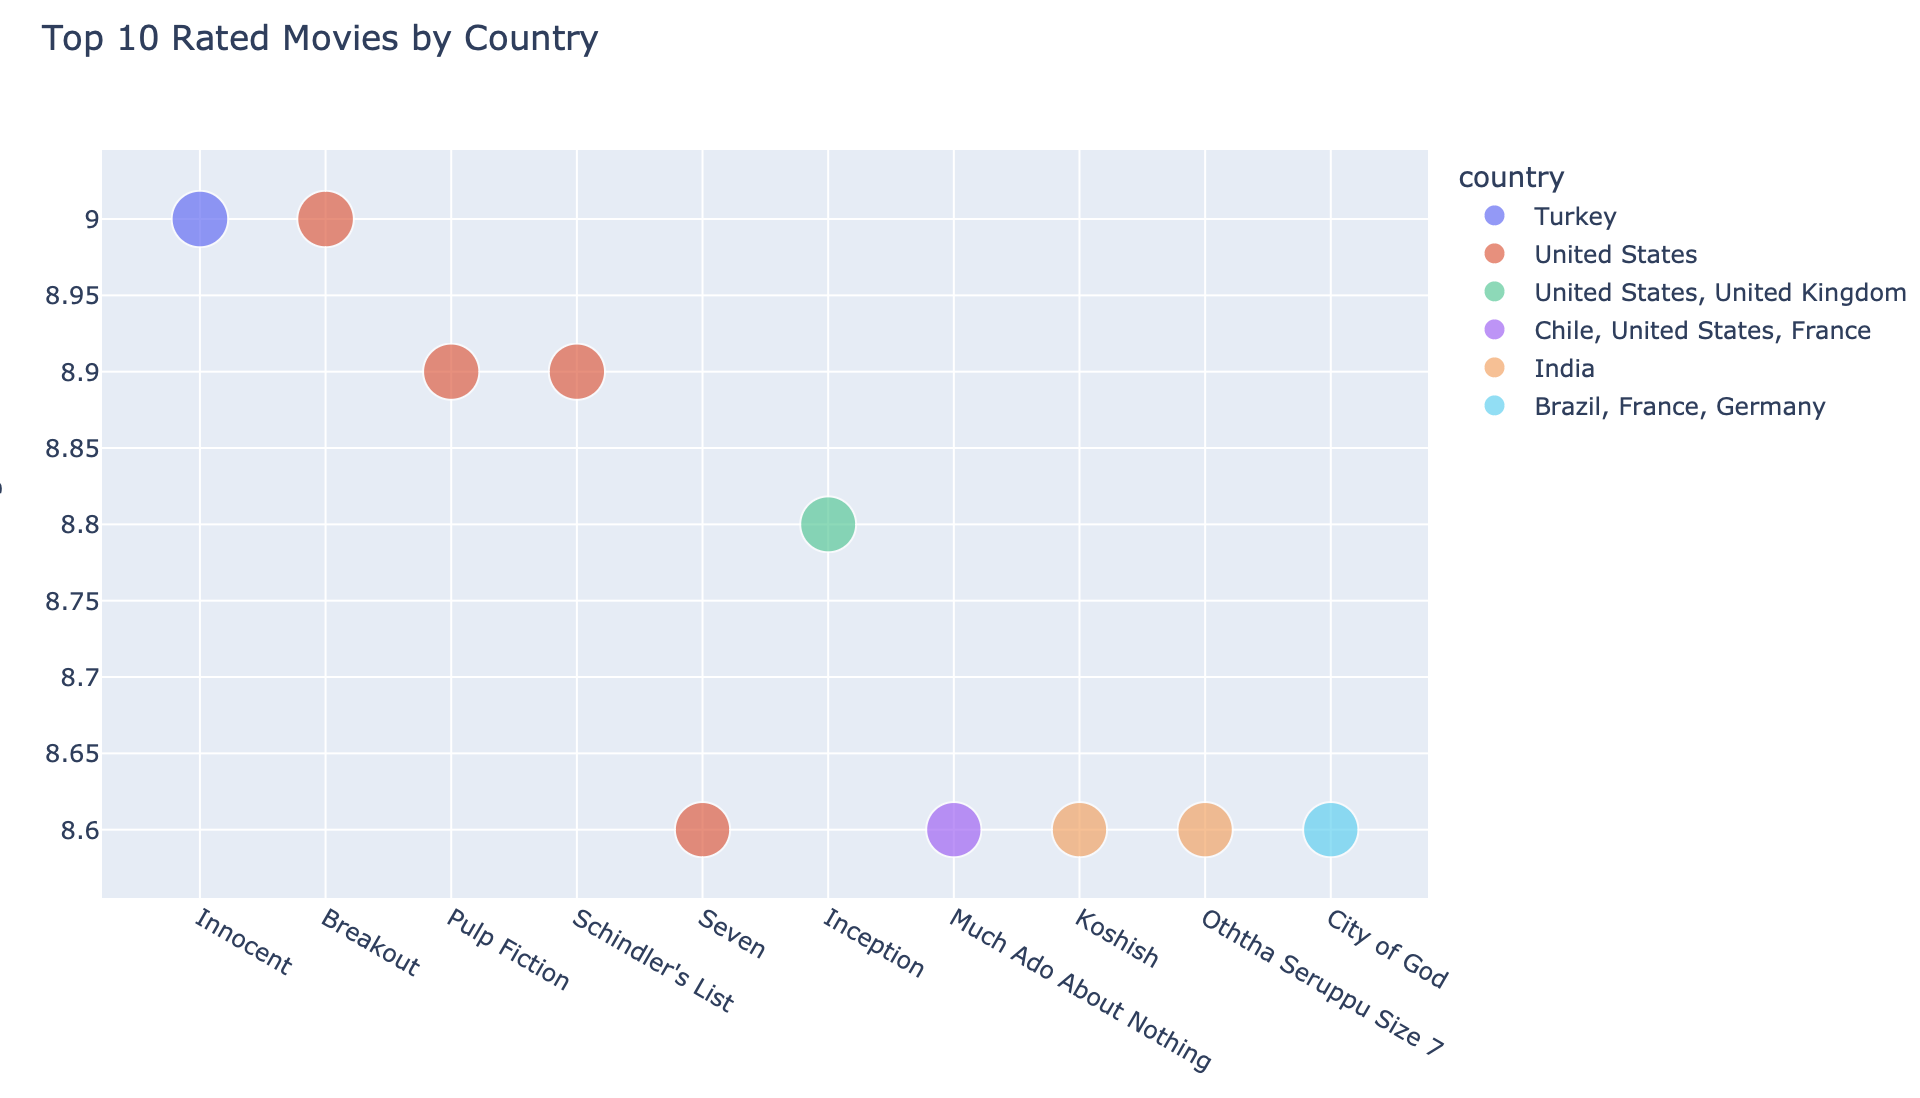 Top 10 Rated Movies by Country
9
8.95
8.9
8.85
8.8
8.75
8.7
8.65
8.6
Innocent
Breakout
Pulp Fiction
Schindler's List
Seven
Inception
Much Ado About Nothing
Koshish
Oththa Seruppu Size 7
City of God
country
Turkey
United States
United States, United Kingdom
Chile, United States, France
India
Brazil, France, Germany